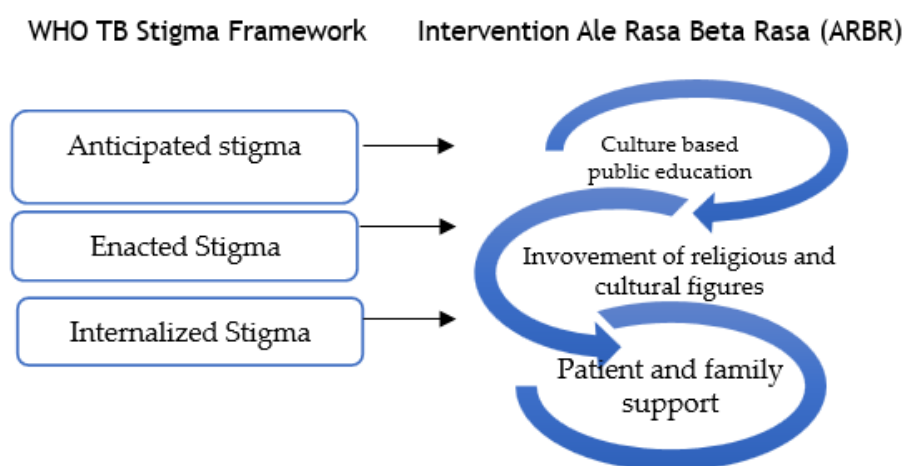 WHO TB Stigma Framework
Intervention Ale Rasa Beta Rasa (ARBR)
Anticipated stigma
Enacted Stigma
Internalized Stigma
Culture based
public education
Invovement of religious and
cultural figures
Patient and family
support